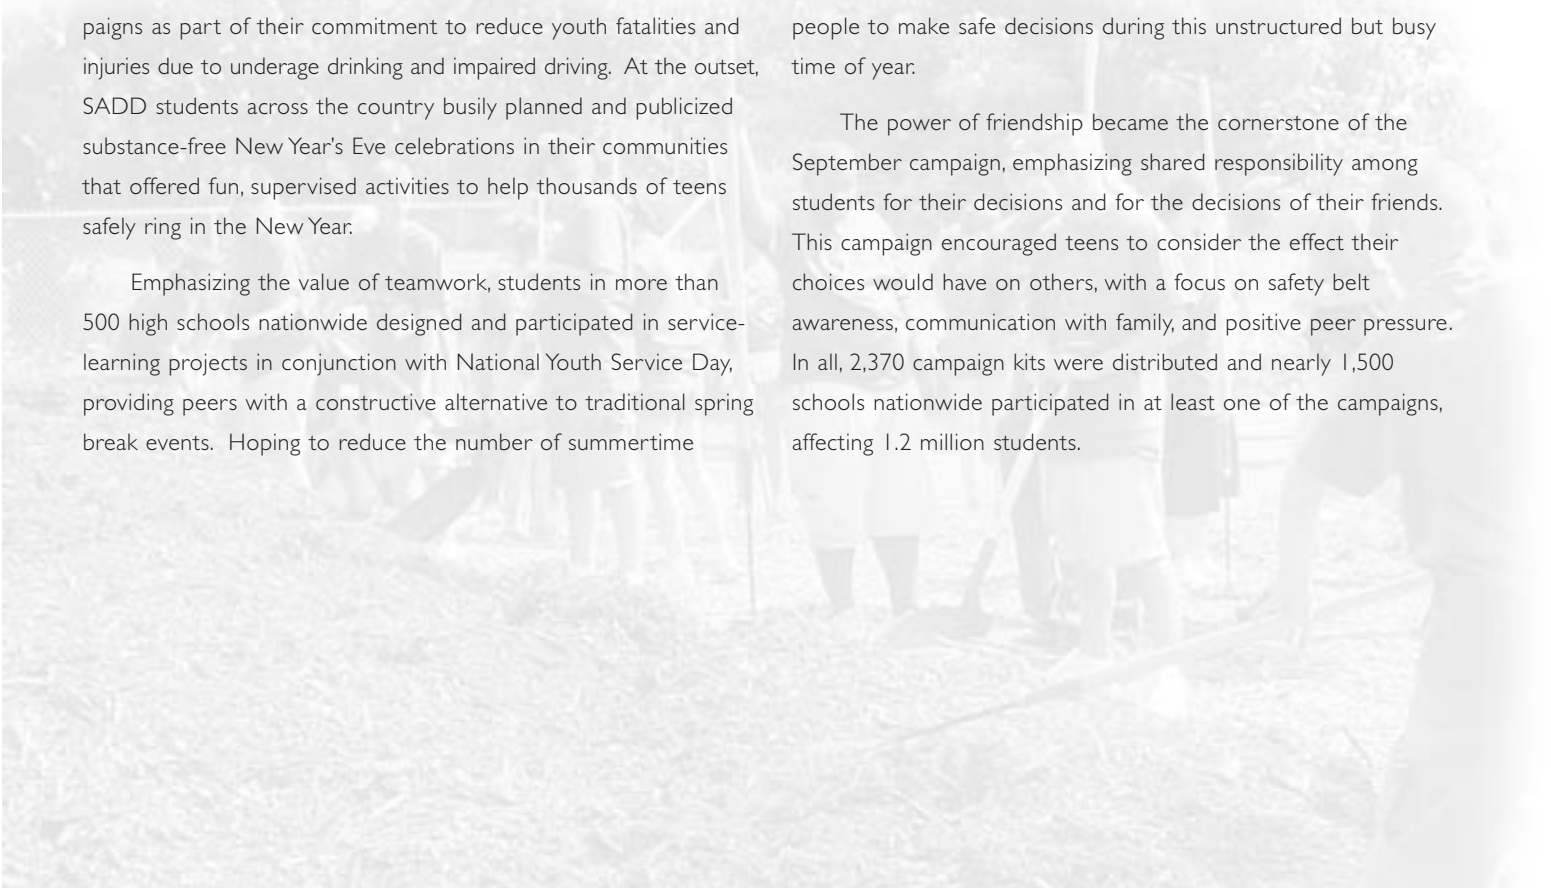 paigns as part of their commitment to reduce youth fatalities and
injuries due to underage drinking and impaired driving.  At the outset,
SADD students across the country busily planned and publicized
substance-free New Year’s Eve celebrations in their communities
that offered fun, supervised activities to help thousands of teens
safely ring in the New Year.
Emphasizing the value of teamwork, students in more than
500 high schools nationwide designed and participated in service-
learning projects in conjunction with National Youth Service Day,
providing peers with a constructive alternative to traditional spring
break events.  Hoping to reduce the number of summertime
people to make safe decisions during this unstructured but busy
time of year.
The power of friendship became the cornerstone of the
September campaign, emphasizing shared responsibility among
students for their decisions and for the decisions of their friends.
This campaign encouraged teens to consider the effect their
choices would have on others, with a focus on safety belt
awareness, communication with family, and positive peer pressure.
In all, 2,370 campaign kits were distributed and nearly 1,500
schools nationwide participated in at least one of the campaigns,
affecting 1.2 million students.